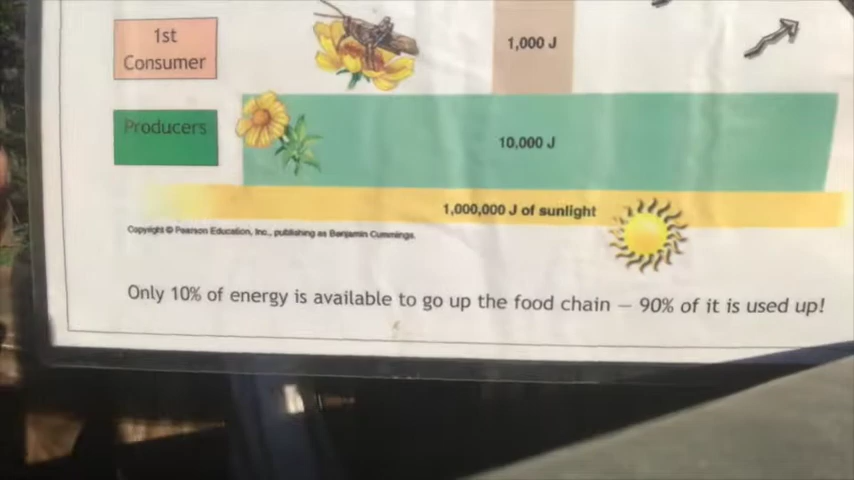 1st
Consumer
1,000 J
Producers
10,000 J
1,000,000 J of sunlight
Copyright © Pearson Education, Inc., publishing as Benjamin Cummings.
Only 10% of energy is available to go up the food chain — 90% of it is used up!